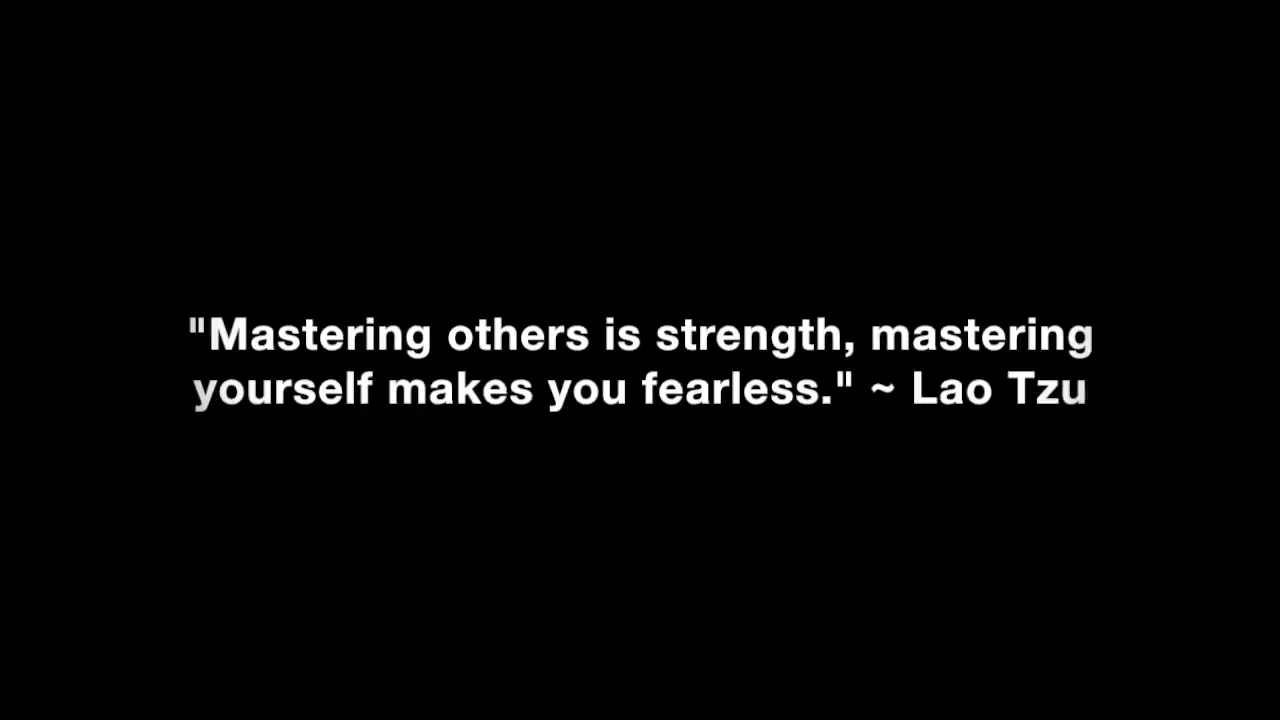 "Mastering others is strength, mastering
yourself makes you fearless." ~ Lao Tzu